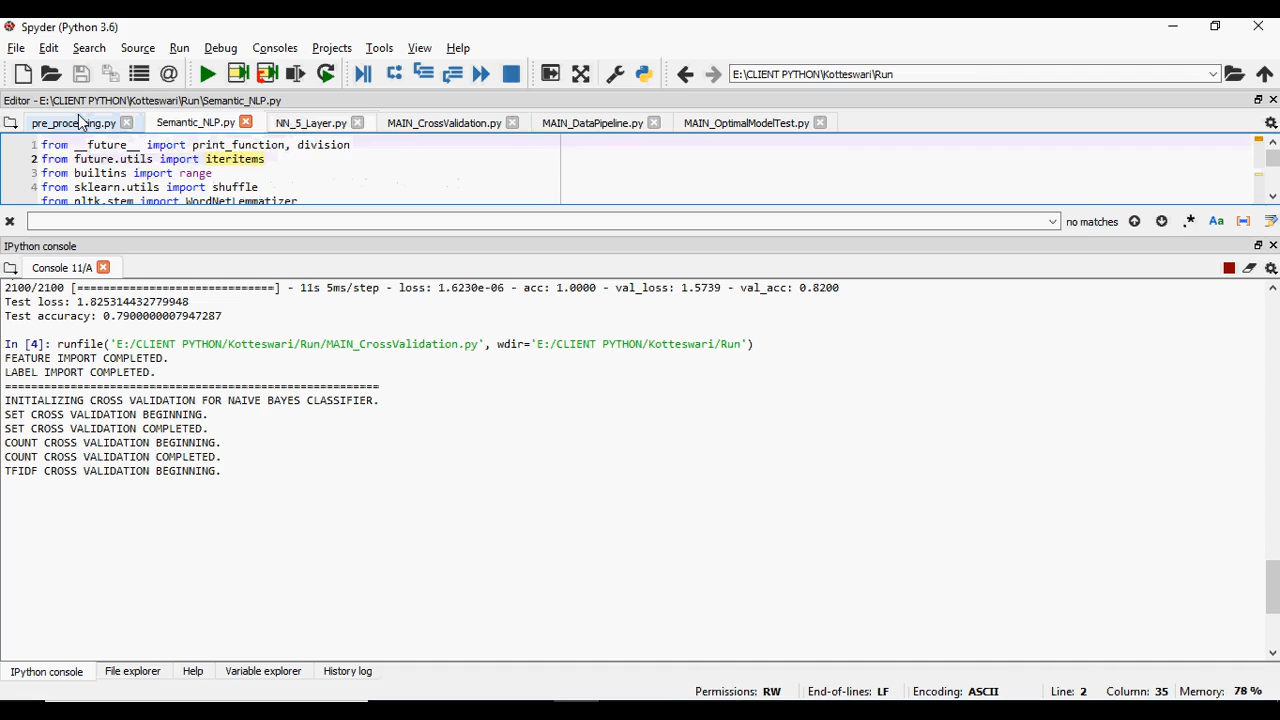 Spyder (Python 3.6)
File Edit Search Source Run Debug Consoles Projects Tools View Help
E:\CLIENT PYTHON\Kotteswari\Run
Editor - E:\CLIENT PYTHON\Kotteswari\Run\Semantic_NLP.py
pre_processing.py Semantic_NLP.py NN_5_Layer.py MAIN_CrossValidation.py MAIN_DataPipeline.py MAIN_OptimalModelTest.py
1 from __future__ import print_function, division
2 from future.utils import iteritems
3 from builtins import range
4 from sklearn.utils import shuffle
from nltk.stem import WordNetLemmatizer
no matches .* Aa
IPython console
Console 11/A
2100/2100 [==============================] - 11s 5ms/step - loss: 1.6230e-06 - acc: 1.0000 - val_loss: 1.5739 - val_acc: 0.8200
Test loss: 1.825314432779948
Test accuracy: 0.7900000007947287
In [4]: runfile('E:/CLIENT PYTHON/Kotteswari/Run/MAIN_CrossValidation.py', wdir='E:/CLIENT PYTHON/Kotteswari/Run')
FEATURE IMPORT COMPLETED.
LABEL IMPORT COMPLETED.
=========================================================
INITIALIZING CROSS VALIDATION FOR NAIVE BAYES CLASSIFIER.
SET CROSS VALIDATION BEGINNING.
SET CROSS VALIDATION COMPLETED.
COUNT CROSS VALIDATION BEGINNING.
COUNT CROSS VALIDATION COMPLETED.
TFIDF CROSS VALIDATION BEGINNING.
IPython console File explorer Help Variable explorer History log
Permissions: RW End-of-lines: LF Encoding: ASCII Line: 2 Column: 35 Memory: 78 %